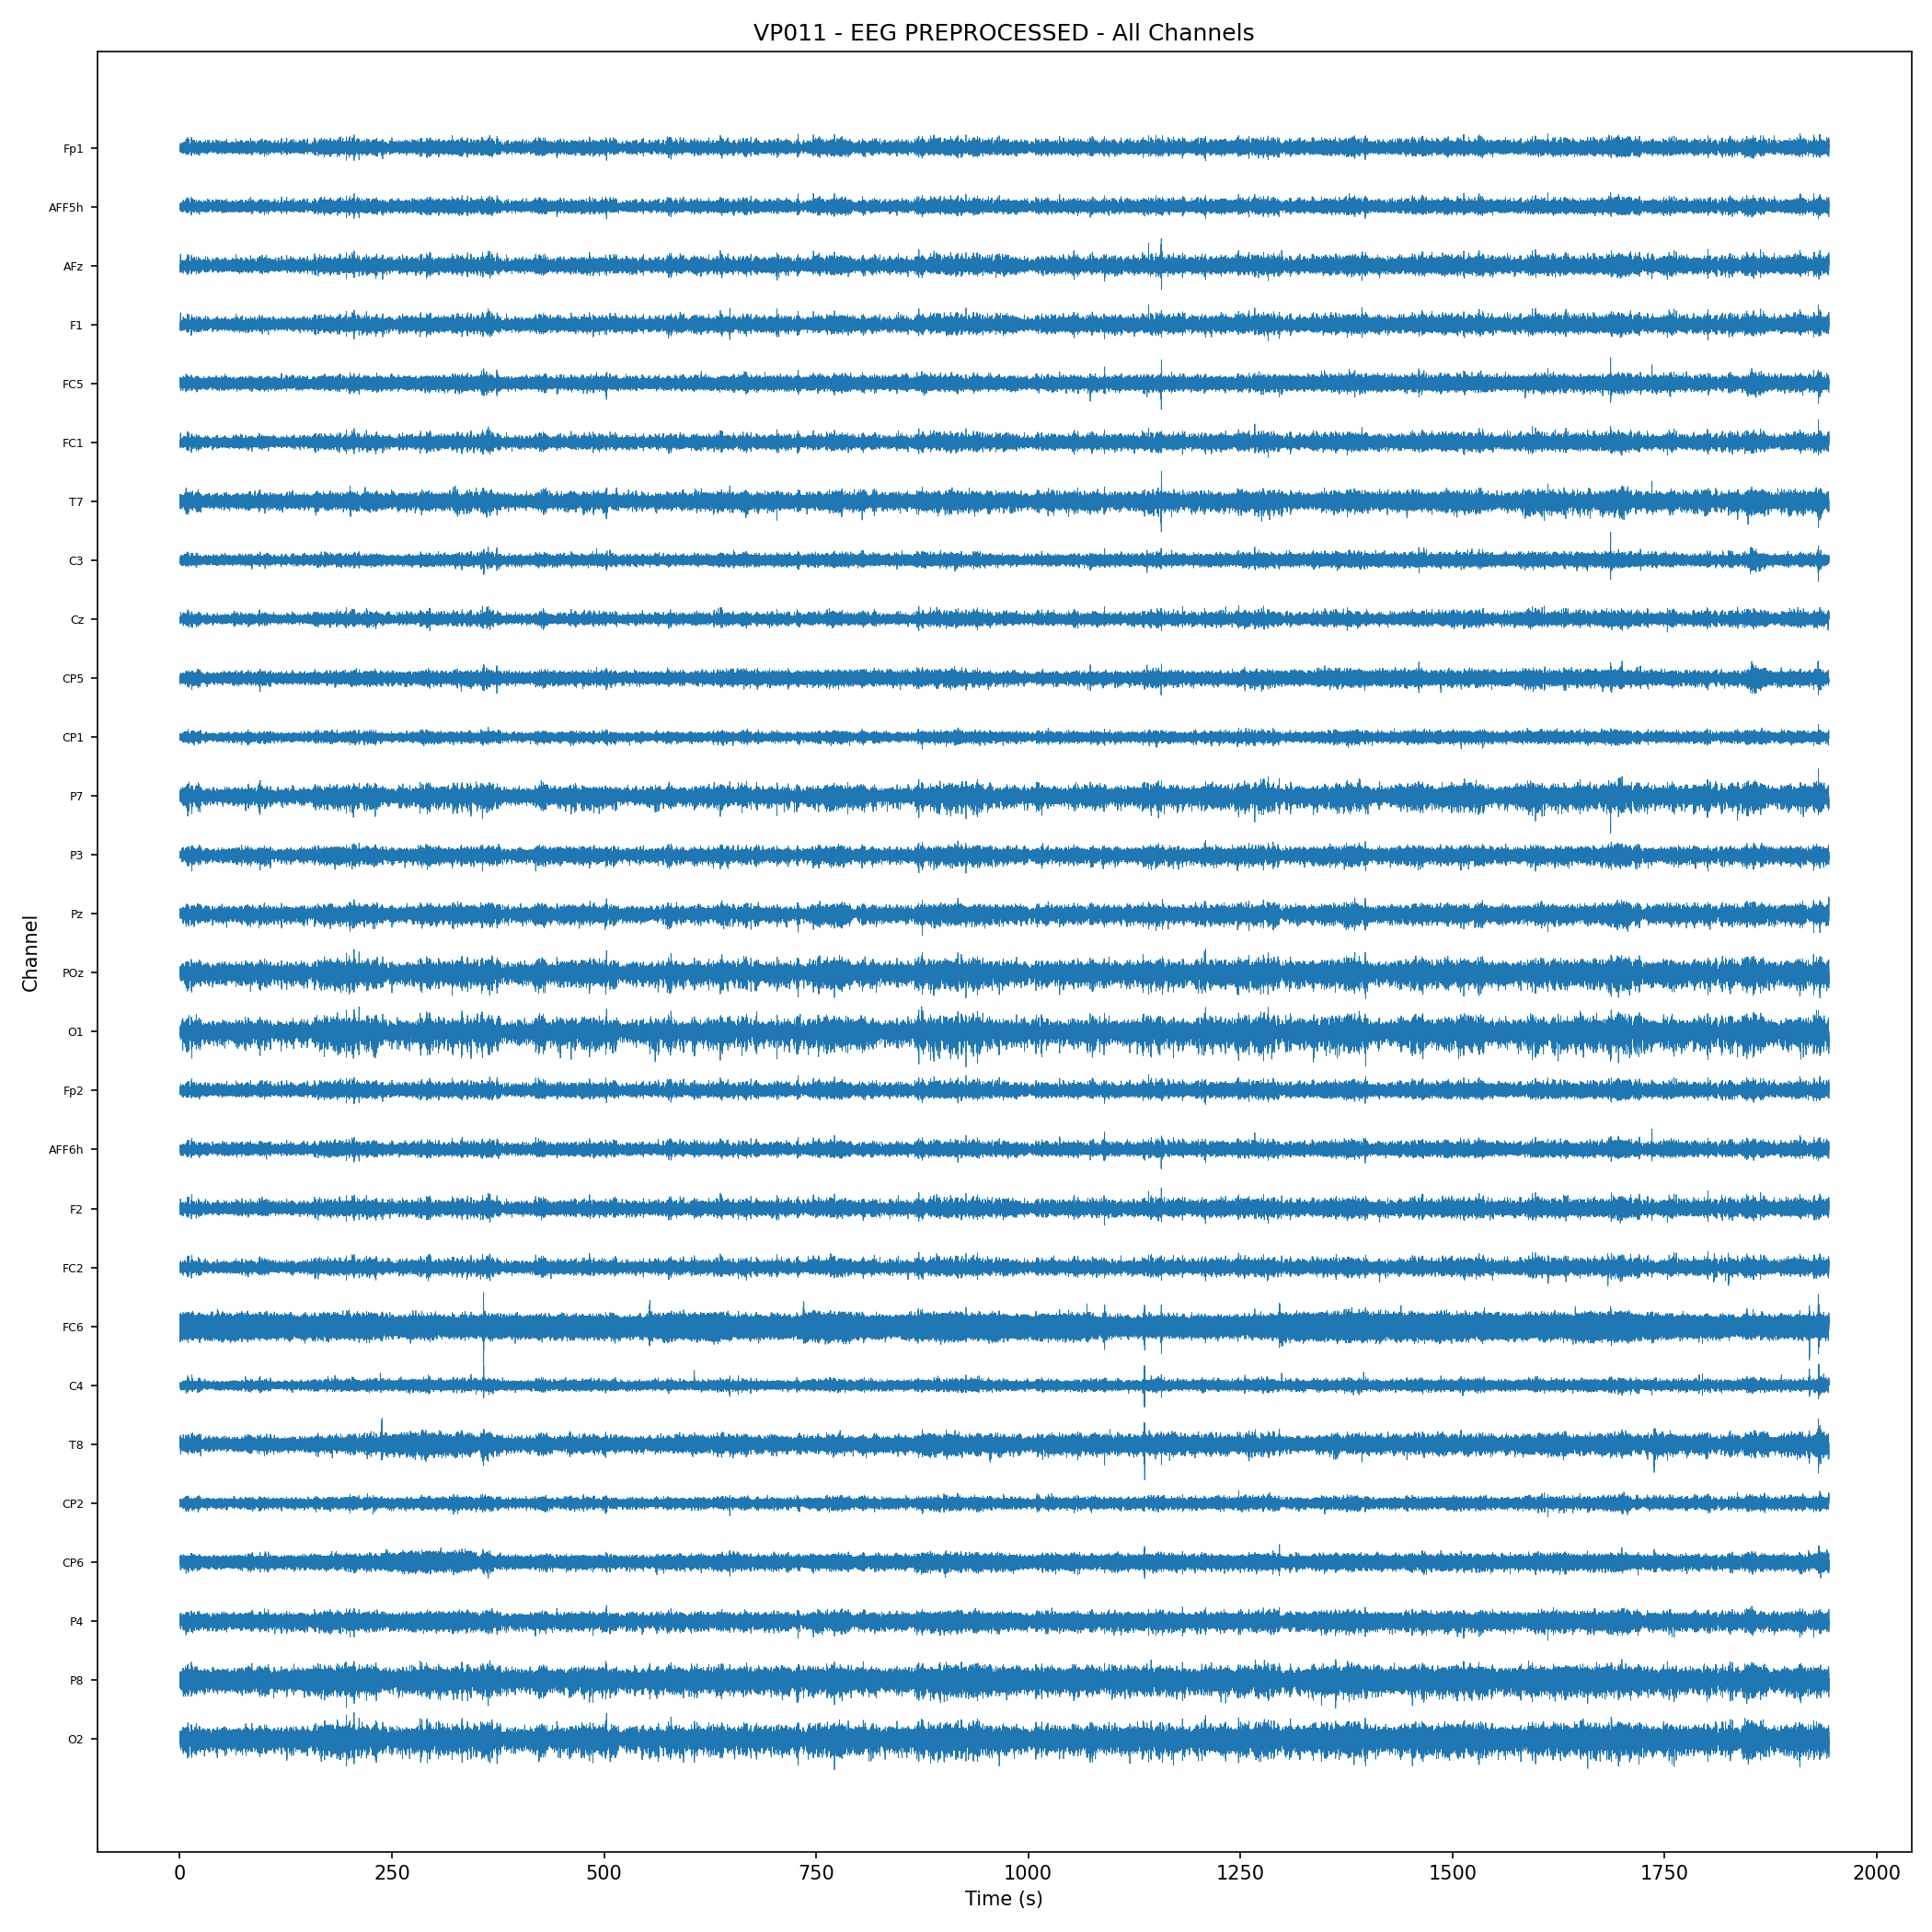 VP011 - EEG PREPROCESSED - All Channels
Fp1
AFF5h
AFz
F1
FC5
FC1
T7
C3
Cz
CP5
CP1
P7
P3
Pz
POz
O1
Fp2
AFF6h
F2
FC2
FC6
C4
T8
CP2
CP6
P4
P8
O2
Channel
0 250 500 750 1000 1250 1500 1750 2000
Time (s)